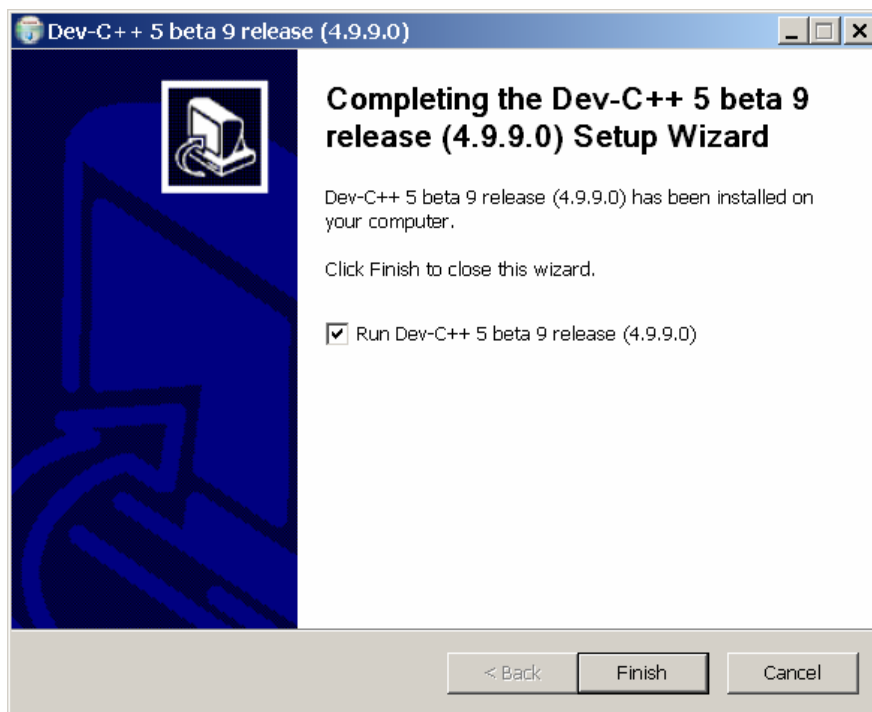 Dev-C++ 5 beta 9 release (4.9.9.0)
Completing the Dev-C++ 5 beta 9
release (4.9.9.0) Setup Wizard
Dev-C++ 5 beta 9 release (4.9.9.0) has been installed on
your computer.
Click Finish to close this wizard.
Run Dev-C++ 5 beta 9 release (4.9.9.0)
< Back
Finish
Cancel